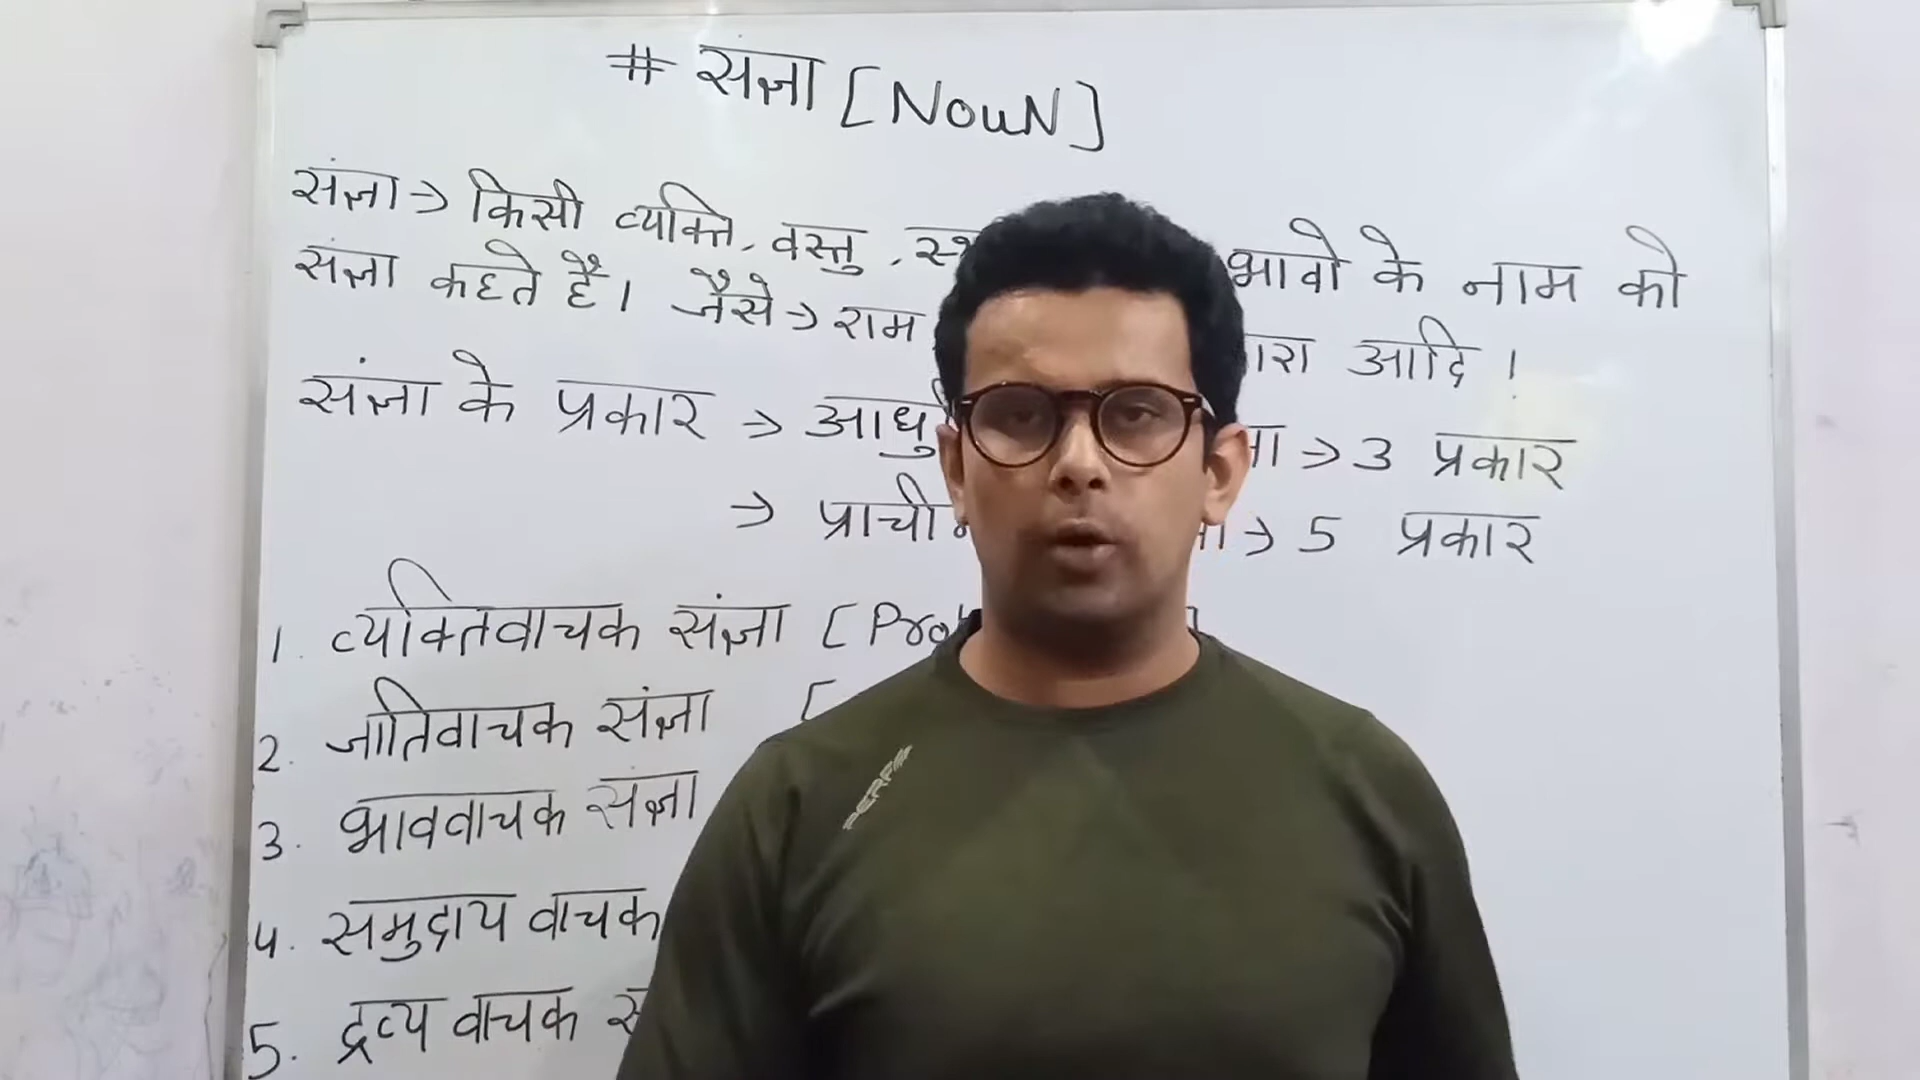 # सज्ञा [NouN]
संज्ञा → किसी व्यक्ति, वस्तु, भावो के नाम को
संज्ञा कहते हैं। जैसे → राम आदि।
संज्ञा के प्रकार → → 3 प्रकार
→ → 5 प्रकार
1. व्यक्तिवाचक संज्ञा [
2. जातिवाचक संज्ञा [
3. भाववाचक संज्ञा
4. समुदाय वाचक
5. द्रव्य वाचक